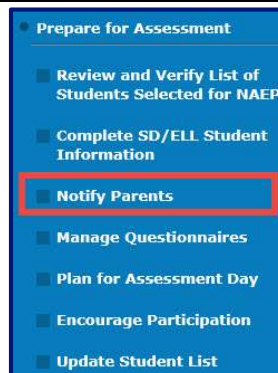 Prepare for Assessment
Review and Verify List of
Students Selected for NAEP
Complete SD/ELL Student
Information
Notify Parents
Manage Questionnaires
Plan for Assessment Day
Encourage Participation
Update Student List